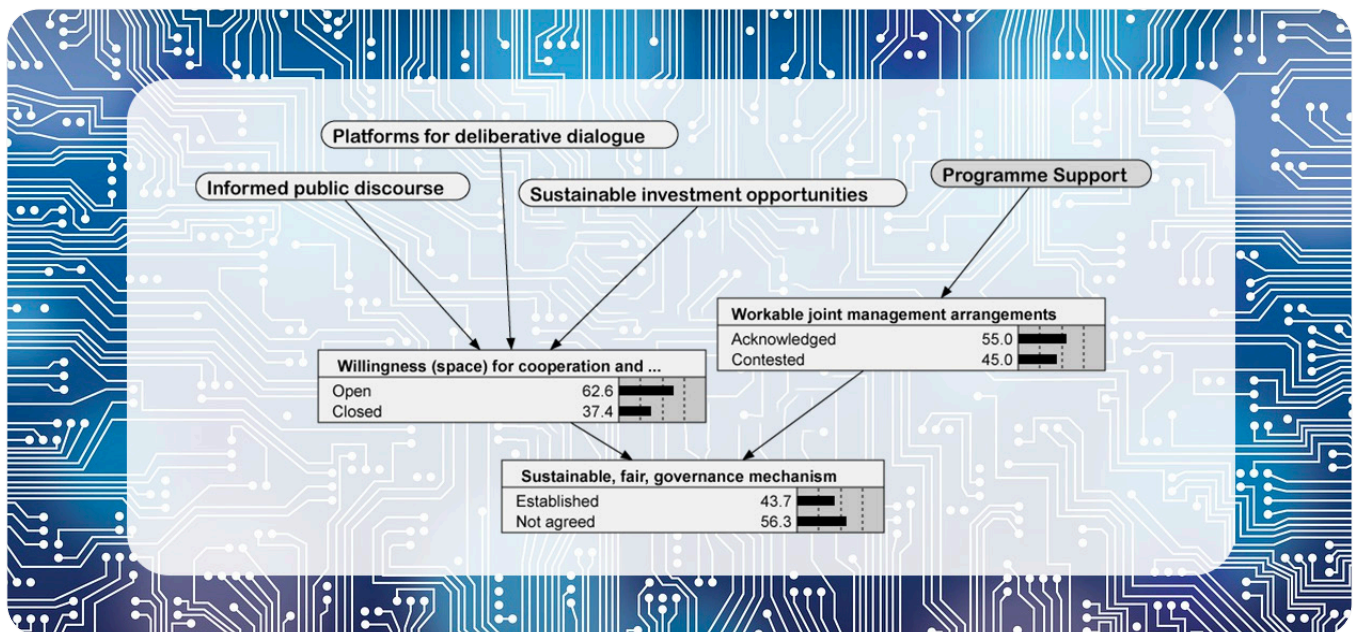 Platforms for deliberative dialogue
Informed public discourse
Sustainable investment opportunities
Programme Support
Workable joint management arrangements
Acknowledged 55.0
Contested 45.0
Willingness (space) for cooperation and ...
Open 62.6
Closed 37.4
Sustainable, fair, governance mechanism
Established 43.7
Not agreed 56.3